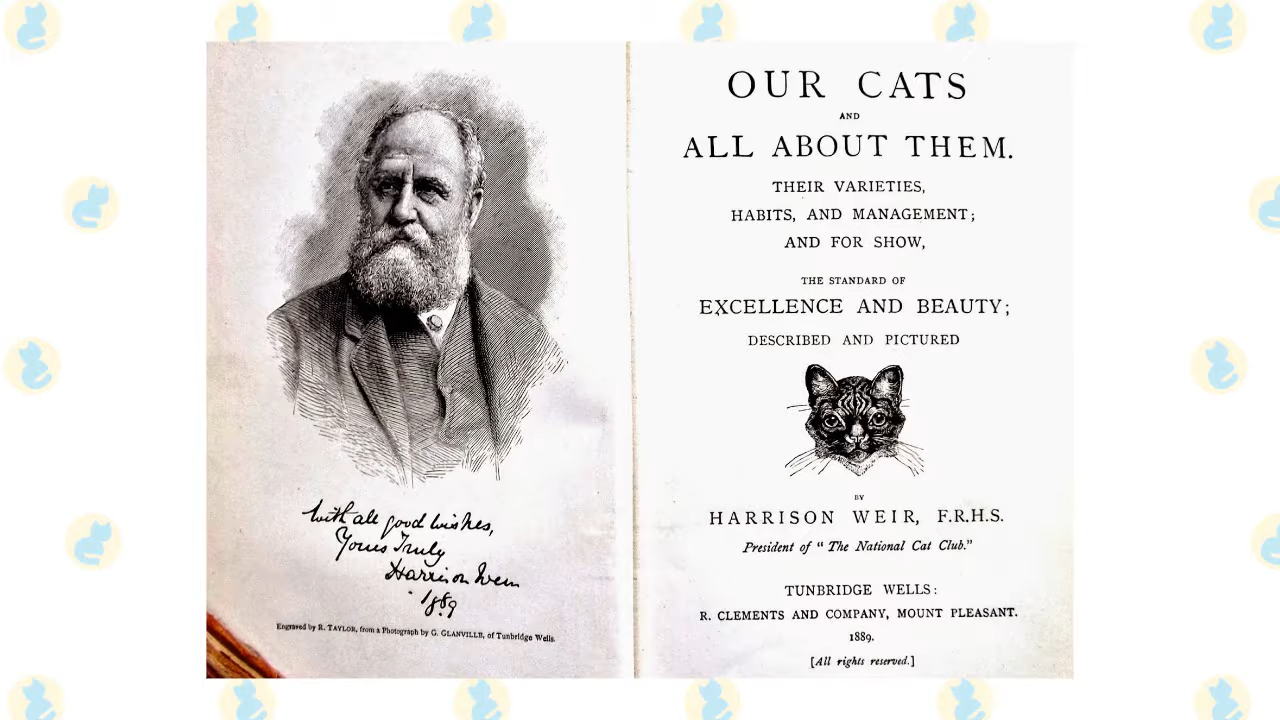 With all good wishes,
Yours Truly
Harrison Weir
1889
Engraved by R. TAYLOR, from a Photograph by G. GLANVILLE, of Tunbridge Wells.
OUR CATS
AND
ALL ABOUT THEM.
THEIR VARIETIES,
HABITS, AND MANAGEMENT;
AND FOR SHOW,
THE STANDARD OF
EXCELLENCE AND BEAUTY;
DESCRIBED AND PICTURED
BY
HARRISON WEIR, F.R.H.S.
President of “ The National Cat Club.”
TUNBRIDGE WELLS:
R. CLEMENTS AND COMPANY, MOUNT PLEASANT.
1889.
[All rights reserved.]